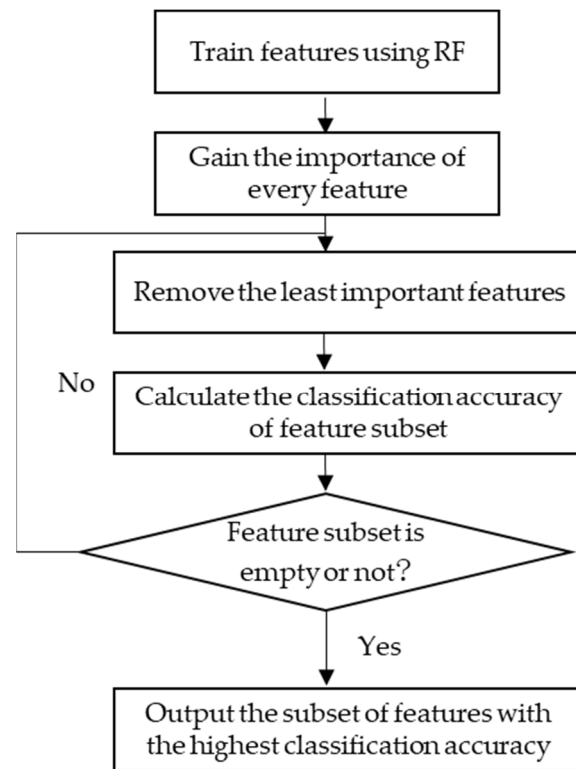 Train features using RF
Gain the importance of
every feature
Remove the least important features
No
Calculate the classification accuracy
of feature subset
Feature subset is
empty or not?
Yes
Output the subset of features with
the highest classification accuracy